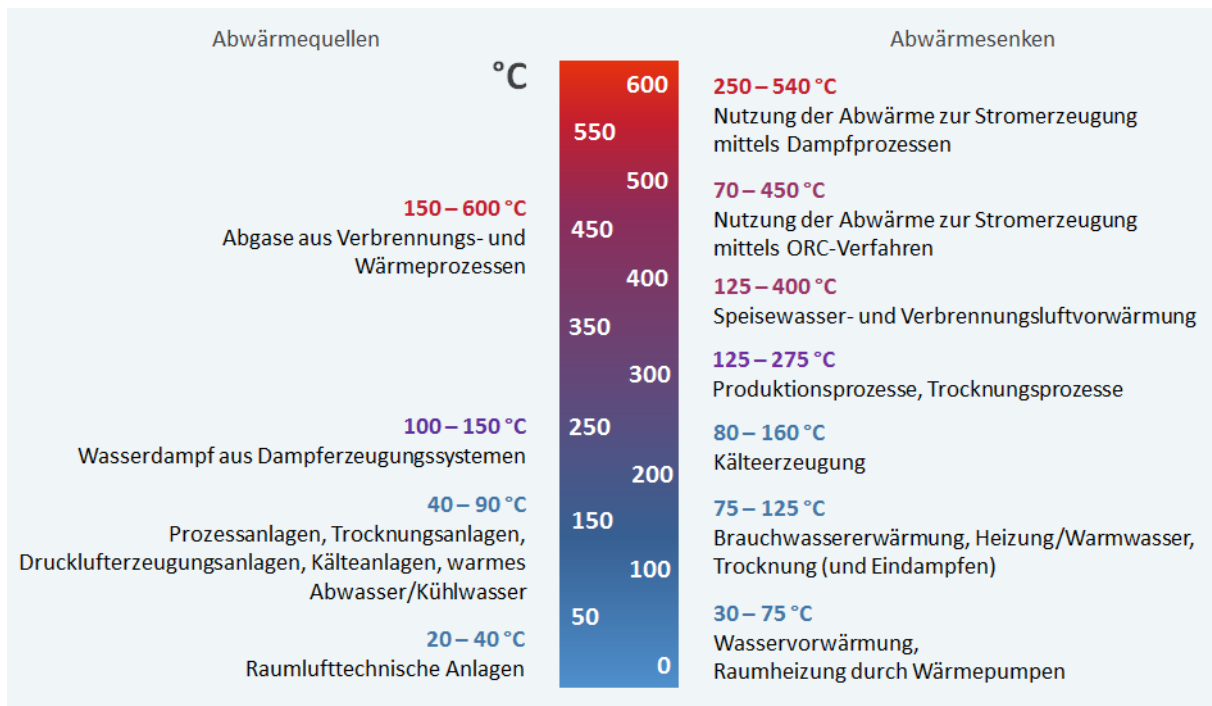 Abwärmequellen
°C
150 – 600 °C
Abgase aus Verbrennungs- und
Wärmeprozessen
100 – 150 °C
Wasserdampf aus Dampferzeugungssystemen
40 – 90 °C
Prozessanlagen, Trocknungsanlagen,
Drucklufterzeugungsanlagen, Kälteanlagen, warmes
Abwasser/Kühlwasser
20 – 40 °C
Raumlufttechnische Anlagen
600
550
500
450
400
350
300
250
200
150
100
50
0
Abwärmesenken
250 – 540 °C
Nutzung der Abwärme zur Stromerzeugung
mittels Dampfprozessen
70 – 450 °C
Nutzung der Abwärme zur Stromerzeugung
mittels ORC-Verfahren
125 – 400 °C
Speisewasser- und Verbrennungsluftvorwärmung
125 – 275 °C
Produktionsprozesse, Trocknungsprozesse
80 – 160 °C
Kälteerzeugung
75 – 125 °C
Brauchwassererwärmung, Heizung/Warmwasser,
Trocknung (und Eindampfen)
30 – 75 °C
Wasservorwärmung,
Raumheizung durch Wärmepumpen